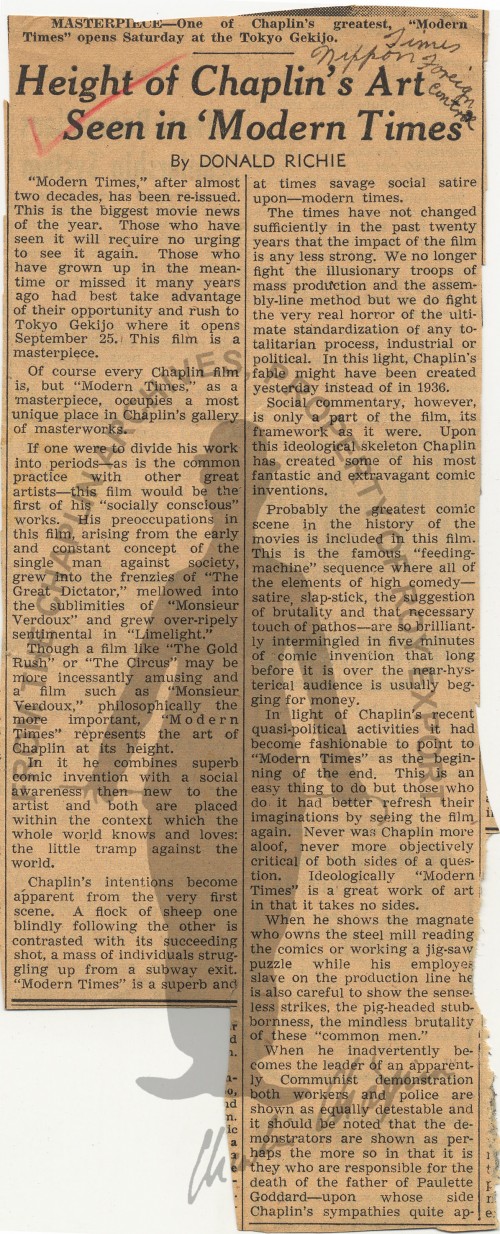 MASTERPIECE—One of Chaplin's greatest, "Modern
Times" opens Saturday at the Tokyo Gekijo.
Nippon Times
Foreign
Height of Chaplin's Art
Seen in 'Modern Times'
By DONALD RICHIE
"Modern Times," after almost
two decades, has been re-issued.
This is the biggest movie news
of the year. Those who have
seen it will require no urging
to see it again. Those who
have grown up in the mean-
time or missed it many years
ago had best take advantage
of their opportunity and rush to
Tokyo Gekijo where it opens
September 25. This film is a
masterpiece.
Of course every Chaplin film
is, but "Modern Times," as a
masterpiece, occupies a most
unique place in Chaplin's gallery
of masterworks.
If one were to divide his work
into periods—as is the common
practice with other great
artists—this film would be the
first of his "socially conscious"
works. His preoccupations in
this film, arising from the early
and constant concept of the
single man against society,
grew into the frenzies of "The
Great Dictator," mellowed into
the sublimities of "Monsieur
Verdoux" and grew over-ripely
sentimental in "Limelight."
Though a film like "The Gold
Rush" or "The Circus" may be
more incessantly amusing and
a film such as "Monsieur
Verdoux," philosophically the
more important, "Modern
Times" represents the art of
Chaplin at its height.
In it he combines superb
comic invention with a social
awareness then new to the
artist and both are placed
within the context which the
whole world knows and loves:
the little tramp against the
world.
Chaplin's intentions become
apparent from the very first
scene. A flock of sheep one
blindly following the other is
contrasted with its succeeding
shot, a mass of individuals strug-
gling up from a subway exit.
"Modern Times" is a superb and
at times savage social satire
upon—modern times.
The times have not changed
sufficiently in the past twenty
years that the impact of the film
is any less strong. We no longer
fight the illusionary troops of
mass production and the assem-
bly-line method but we do fight
the very real horror of the ulti-
mate standardization of any to-
talitarian process, industrial or
political. In this light, Chaplin's
fable might have been created
yesterday instead of in 1936.
Social commentary, however,
is only a part of the film, its
framework as it were. Upon
this ideological skeleton Chaplin
has created some of his most
fantastic and extravagant comic
inventions.
Probably the greatest comic
scene in the history of the
movies is included in this film.
This is the famous "feeding-
machine" sequence where all of
the elements of high comedy—
satire, slap-stick, the suggestion
of brutality and that necessary
touch of pathos—are so brilliant-
ly intermingled in five minutes
of comic invention that long
before it is over the near-hys-
terical audience is usually beg-
ging for money.
In light of Chaplin's recent
quasi-political activities it had
become fashionable to point to
"Modern Times" as the begin-
ning of the end. This is an
easy thing to do but those who
do it had better refresh their
imaginations by seeing the film
again. Never was Chaplin more
aloof, never more objectively
critical of both sides of a ques-
tion. Ideologically "Modern
Times" is a great work of art
in that it takes no sides.
When he shows the magnate
who owns the steel mill reading
the comics or working a jig-saw
puzzle while his employes
slave on the production line he
is also careful to show the sense-
less strikes, the pig-headed stub-
bornness, the mindless brutality
of these "common men."
When he inadvertently be-
comes the leader of an apparent-
ly Communist demonstration
both workers and police are
shown as equally detestable and
it should be noted that the de-
monstrators are shown as per-
haps the more so in that it is
they who are responsible for the
death of the father of Paulette
Goddard—upon whose side
Chaplin's sympathies quite ap-